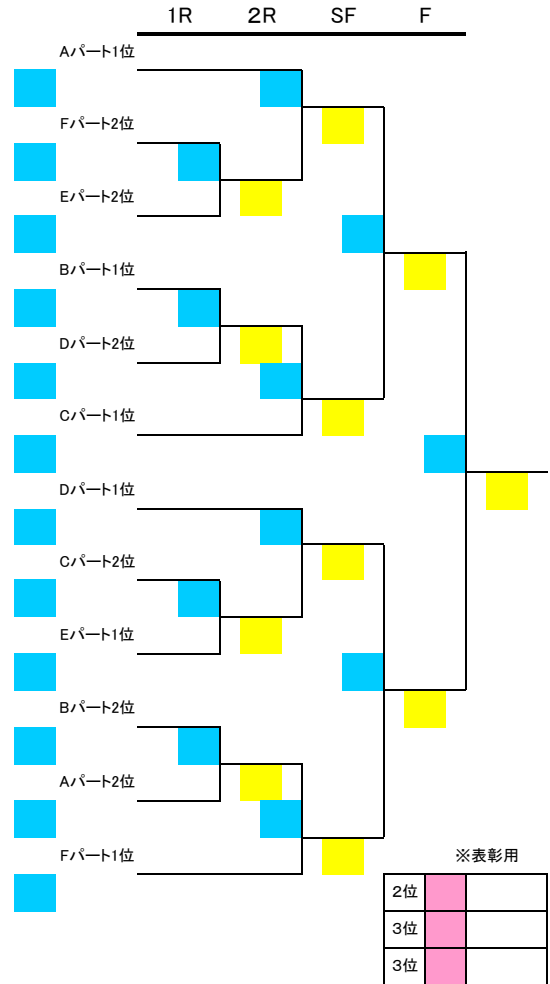 1R 2R SF F
Aパート1位
Fパート2位
Eパート2位
Bパート1位
Dパート2位
Cパート1位
Dパート1位
Cパート2位
Eパート1位
Bパート2位
Aパート2位
Fパート1位
※表彰用
2位
3位
3位